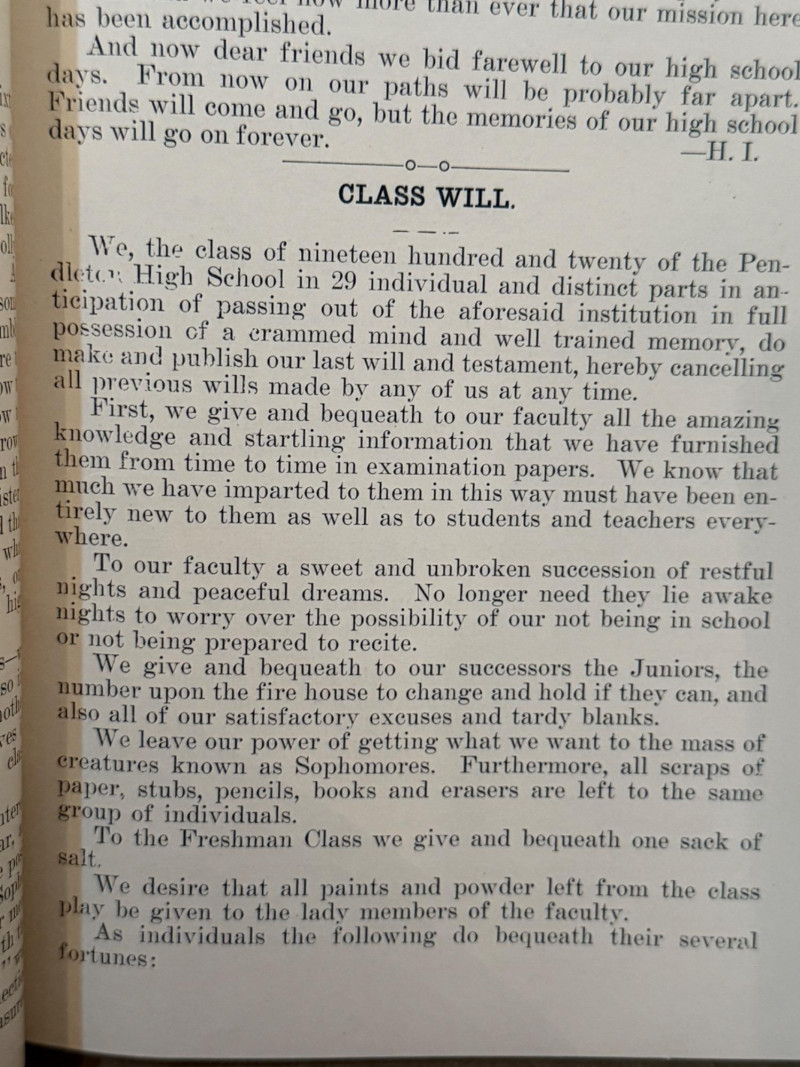 more than ever that our mission here
has been accomplished.
And now dear friends we bid farewell to our high school
days. From now on our paths will be probably far apart.
Friends will come and go, but the memories of our high school
days will go on forever.
—H. I.
CLASS WILL.
We, the class of nineteen hundred and twenty of the Pen-
dleton High School in 29 individual and distinct parts in an-
ticipation of passing out of the aforesaid institution in full
possession of a crammed mind and well trained memory, do
make and publish our last will and testament, hereby cancelling
all previous wills made by any of us at any time.
First, we give and bequeath to our faculty all the amazing
knowledge and startling information that we have furnished
them from time to time in examination papers. We know that
much we have imparted to them in this way must have been en-
tirely new to them as well as to students and teachers every-
where.
To our faculty a sweet and unbroken succession of restful
nights and peaceful dreams. No longer need they lie awake
nights to worry over the possibility of our not being in school
or not being prepared to recite.
We give and bequeath to our successors the Juniors, the
number upon the fire house to change and hold if they can, and
also all of our satisfactory excuses and tardy blanks.
We leave our power of getting what we want to the mass of
creatures known as Sophomores. Furthermore, all scraps of
paper, stubs, pencils, books and erasers are left to the same
group of individuals.
To the Freshman Class we give and bequeath one sack of
salt.
We desire that all paints and powder left from the class
play be given to the lady members of the faculty.
As individuals the following do bequeath their several
fortunes: